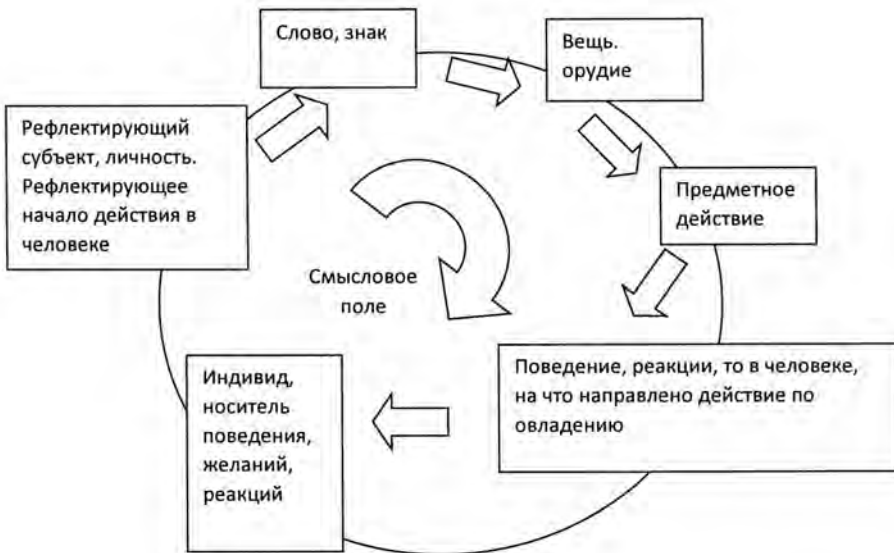 Слово, знак
Вещь.
орудие
Рефлектирующий
субъект, личность.
Рефлектирующее
начало действия в
человеке
Предметное
действие
Смысловое
поле
Поведение, реакции, то в человеке,
на что направлено действие по
овладению
Индивид,
носитель
поведения,
желаний,
реакций